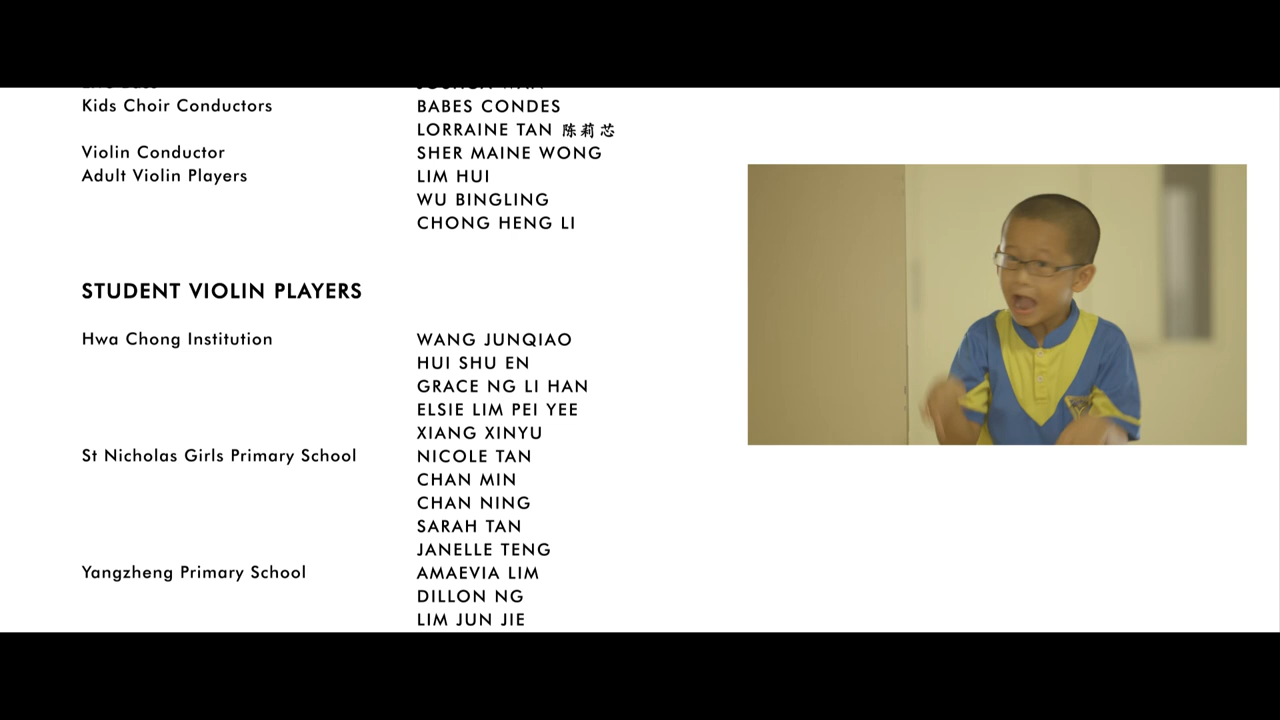 Kids Choir Conductors BABES CONDES
LORRAINE TAN 陈莉芯
Violin Conductor SHER MAINE WONG
Adult Violin Players LIM HUI
WU BINGLING
CHONG HENG LI
STUDENT VIOLIN PLAYERS
Hwa Chong Institution WANG JUNQIAO
HUI SHU EN
GRACE NG LI HAN
ELSIE LIM PEI YEE
XIANG XINYU
St Nicholas Girls Primary School NICOLE TAN
CHAN MIN
CHAN NING
SARAH TAN
JANELLE TENG
Yangzheng Primary School AMAEVIA LIM
DILLON NG
LIM JUN JIE